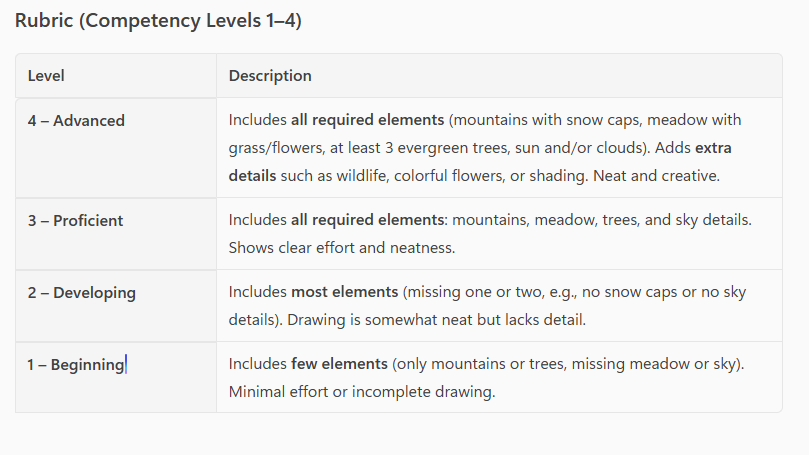 Rubric (Competency Levels 1–4)
Level Description
4 – Advanced Includes all required elements (mountains with snow caps, meadow with
grass/flowers, at least 3 evergreen trees, sun and/or clouds). Adds extra
details such as wildlife, colorful flowers, or shading. Neat and creative.
3 – Proficient Includes all required elements: mountains, meadow, trees, and sky details.
Shows clear effort and neatness.
2 – Developing Includes most elements (missing one or two, e.g., no snow caps or no sky
details). Drawing is somewhat neat but lacks detail.
1 – Beginning Includes few elements (only mountains or trees, missing meadow or sky).
Minimal effort or incomplete drawing.